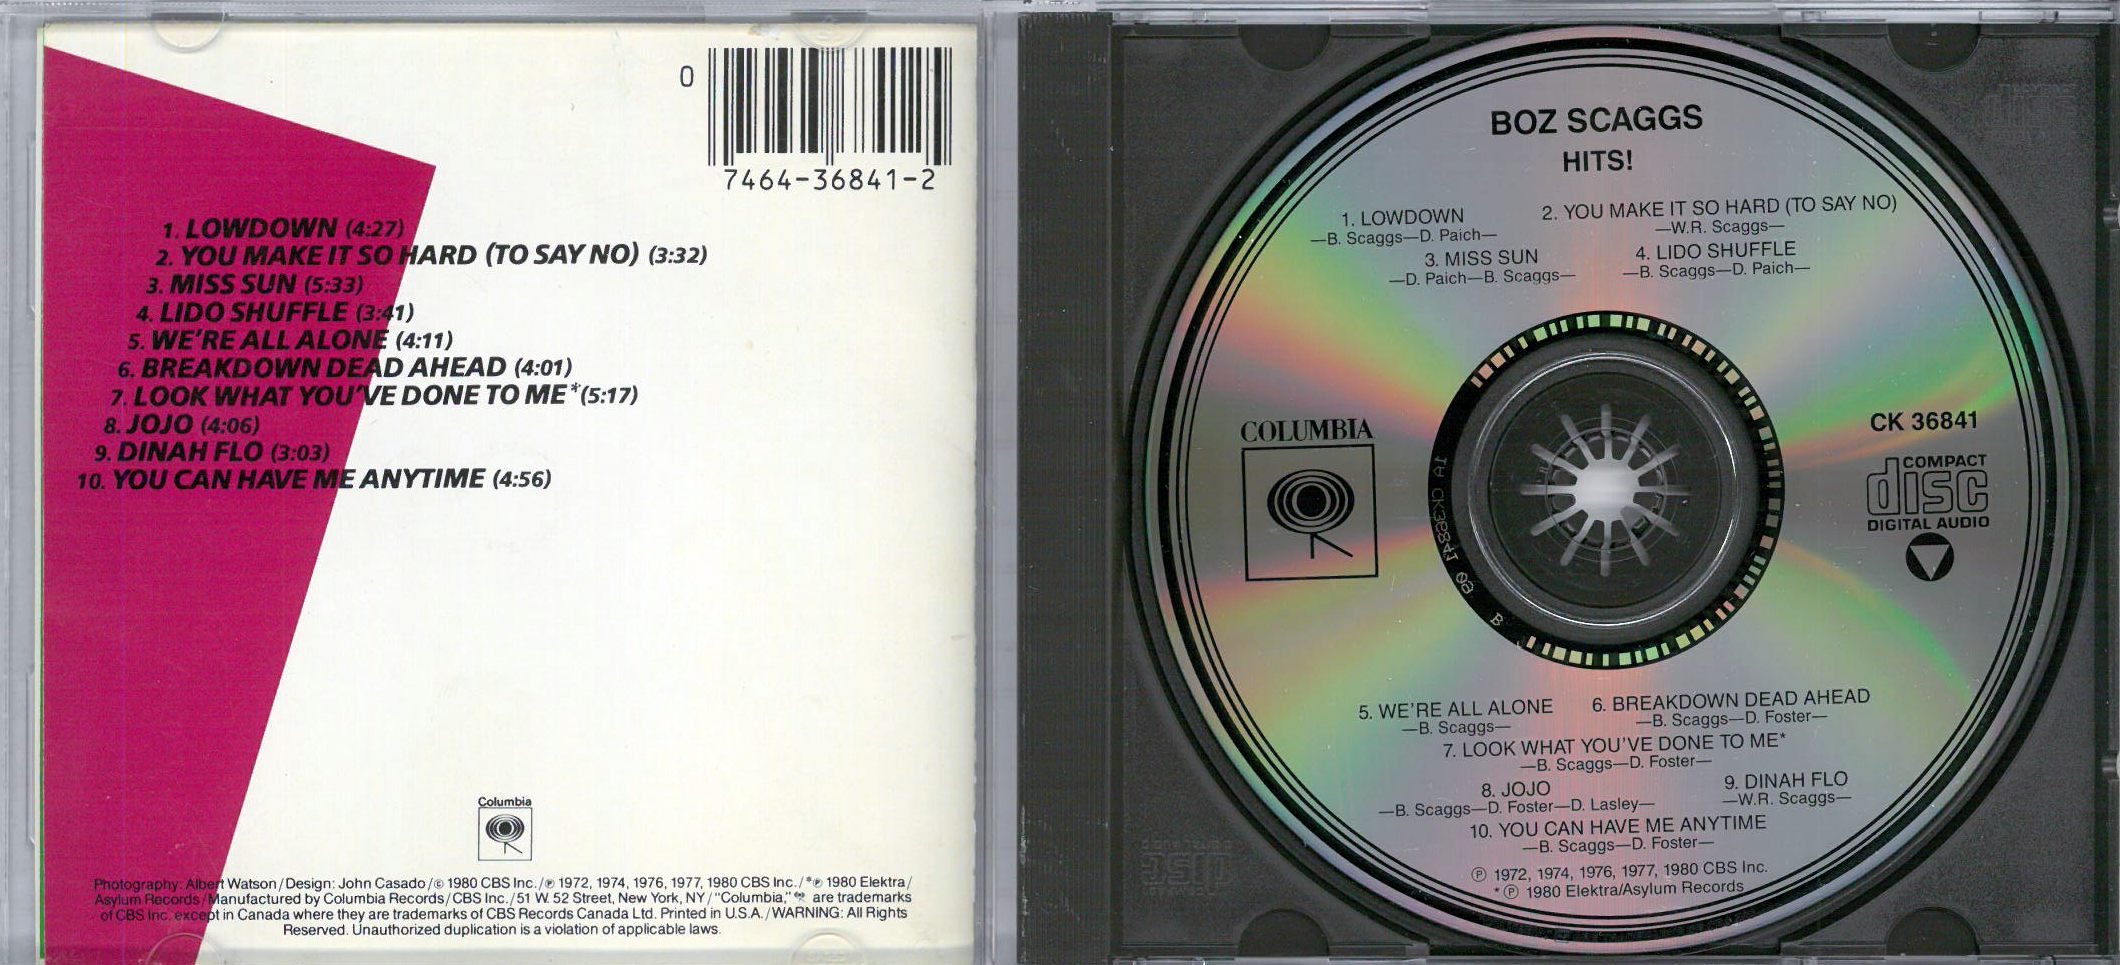 0
7464-36841-2
1. LOWDOWN (4:27)
2. YOU MAKE IT SO HARD (TO SAY NO) (3:32)
3. MISS SUN (5:33)
4. LIDO SHUFFLE (3:41)
5. WE'RE ALL ALONE (4:11)
6. BREAKDOWN DEAD AHEAD (4:01)
7. LOOK WHAT YOU'VE DONE TO ME* (5:17)
8. JOJO (4:06)
9. DINAH FLO (3:03)
10. YOU CAN HAVE ME ANYTIME (4:56)
Columbia
Photography: Albert Watson/Design: John Casado/© 1980 CBS Inc./℗ 1972, 1974, 1976, 1977, 1980 CBS Inc./*℗ 1980 Elektra/
Asylum Records/Manufactured by Columbia Records/CBS Inc./51 W. 52 Street, New York, NY/"Columbia," are trademarks
of CBS Inc. except in Canada where they are trademarks of CBS Records Canada Ltd. Printed in U.S.A./WARNING: All Rights
Reserved. Unauthorized duplication is a violation of applicable laws.
BOZ SCAGGS
HITS!
1. LOWDOWN
—B. Scaggs—D. Paich—
2. YOU MAKE IT SO HARD (TO SAY NO)
—W.R. Scaggs—
3. MISS SUN
—D. Paich—B. Scaggs—
4. LIDO SHUFFLE
—B. Scaggs—D. Paich—
COLUMBIA
CK 36841
COMPACT
disc
DIGITAL AUDIO
1A CK36841 08 B
5. WE'RE ALL ALONE
—B. Scaggs—
6. BREAKDOWN DEAD AHEAD
—B. Scaggs—D. Foster—
7. LOOK WHAT YOU'VE DONE TO ME*
—B. Scaggs—D. Foster—
8. JOJO
—B. Scaggs—D. Foster—D. Lasley—
9. DINAH FLO
—W.R. Scaggs—
10. YOU CAN HAVE ME ANYTIME
—B. Scaggs—D. Foster—
℗ 1972, 1974, 1976, 1977, 1980 CBS Inc.
*℗ 1980 Elektra/Asylum Records